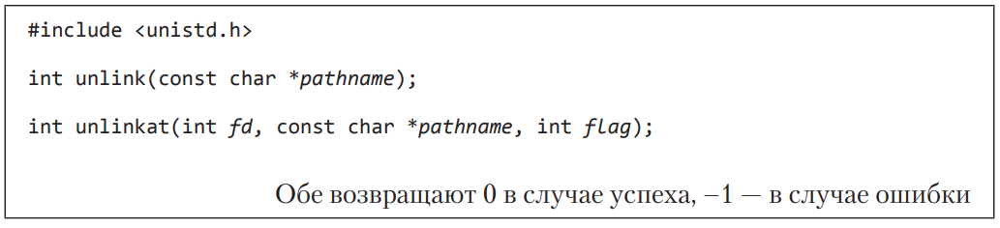 #include <unistd.h>
int unlink(const char *pathname);
int unlinkat(int fd, const char *pathname, int flag);
Обе возвращают 0 в случае успеха, –1 — в случае ошибки